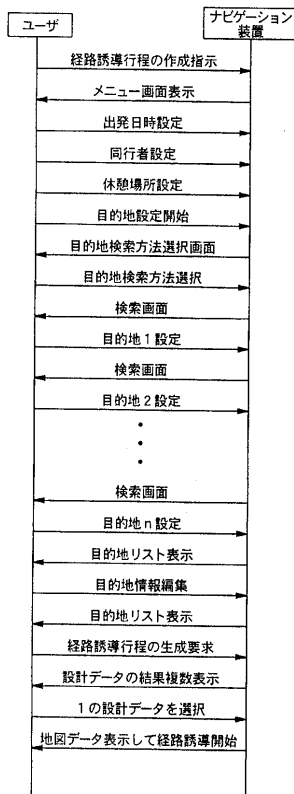 ユーザ
ナビゲーション
装置
経路誘導行程の作成指示
メニュー画面表示
出発日時設定
同行者設定
休憩場所設定
目的地設定開始
目的地検索方法選択画面
目的地検索方法選択
検索画面
目的地1設定
検索画面
目的地2設定
検索画面
目的地n設定
目的地リスト表示
目的地情報編集
目的地リスト表示
経路誘導行程の生成要求
設計データの結果複数表示
1の設計データを選択
地図データ表示して経路誘導開始